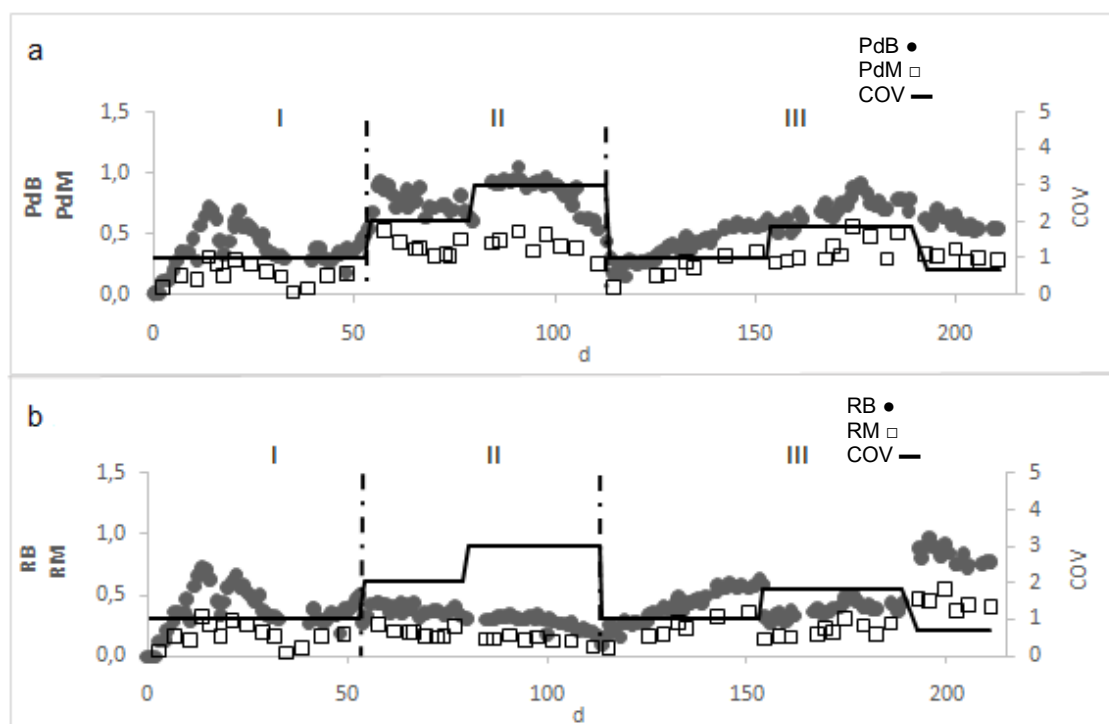 a
PdB ●
PdM □
COV —
I II III
1,5
1,0
0,5
0,0
PdB
PdM
5
4
3
2
1
0
COV
0 50 100 150 200
d
b
RB ●
RM □
COV —
I II III
1,5
1,0
0,5
0,0
RB
RM
5
4
3
2
1
0
COV
0 50 100 150 200
d